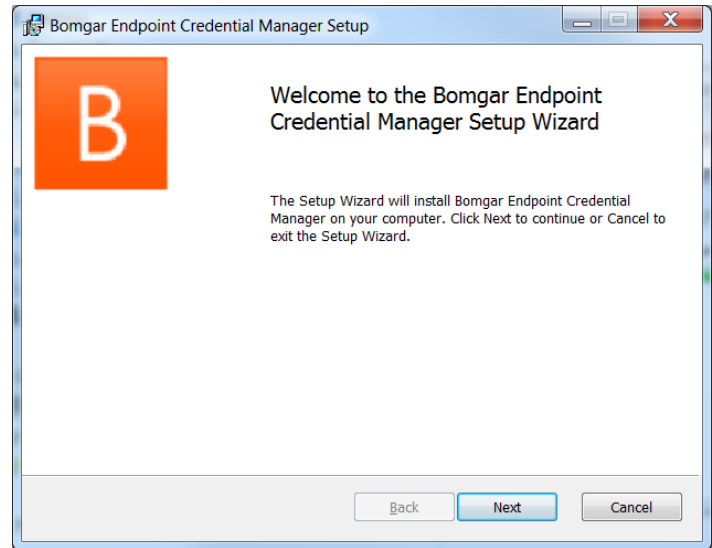 Bomgar Endpoint Credential Manager Setup
X
B
Welcome to the Bomgar Endpoint
Credential Manager Setup Wizard
The Setup Wizard will install Bomgar Endpoint Credential
Manager on your computer. Click Next to continue or Cancel to
exit the Setup Wizard.
Back
Next
Cancel